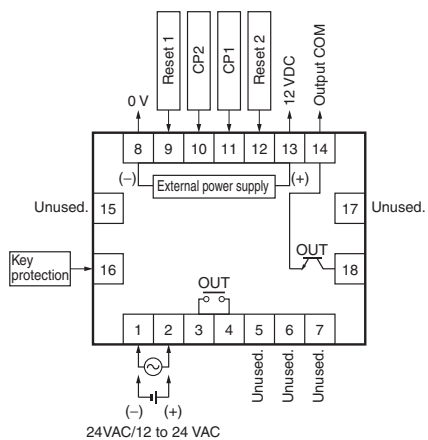 Reset 1
CP2
CP1
Reset 2
0 V
12 VDC
Output COM
8 9 10 11 12 13 14
(–) External power supply (+)
Unused. 15
17 Unused.
Key
protection
16
OUT
18
OUT
1 2 3 4 5 6 7
Unused.
Unused.
Unused.
(–) (+)
24VAC/12 to 24 VAC